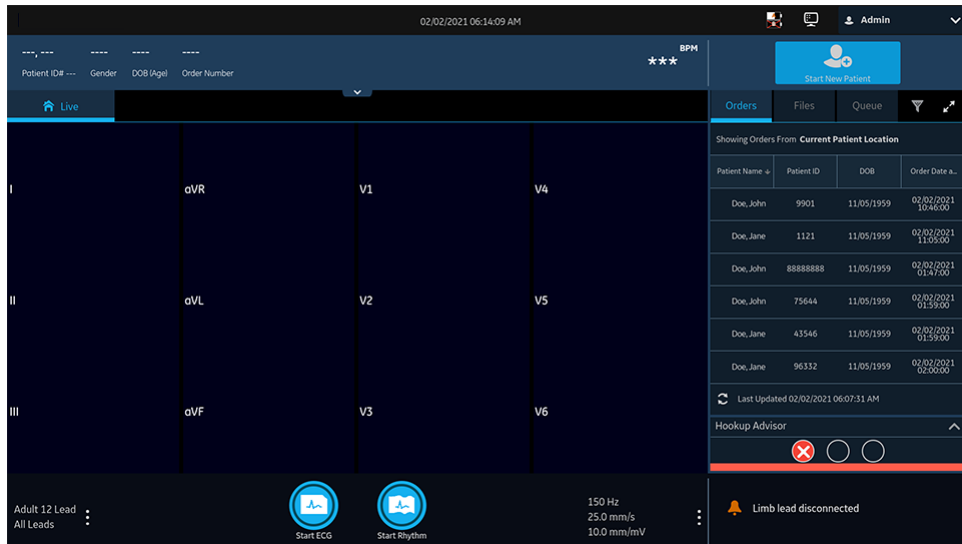 02/02/2021 06:14:09 AM
Admin
---, ---
----
----
----
Patient ID# ---
Gender
DOB (Age)
Order Number
***
BPM
Start New Patient
Live
Orders
Files
Queue
Showing Orders From Current Patient Location
Patient Name
Patient ID
DOB
Order Date a...
Doe, John
9901
11/05/1959
02/02/2021
10:46:00
Doe, Jane
1121
11/05/1959
02/02/2021
11:05:00
Doe, John
88888888
11/05/1959
02/02/2021
01:47:00
Doe, John
75644
11/05/1959
02/02/2021
01:59:00
Doe, Jane
43546
11/05/1959
02/02/2021
01:59:00
Doe, Jane
96332
11/05/1959
02/02/2021
02:00:00
Last Updated 02/02/2021 06:07:31 AM
Hookup Advisor
I
aVR
V1
V4
II
aVL
V2
V5
III
aVF
V3
V6
Adult 12 Lead
All Leads
Start ECG
Start Rhythm
150 Hz
25.0 mm/s
10.0 mm/mV
Limb lead disconnected